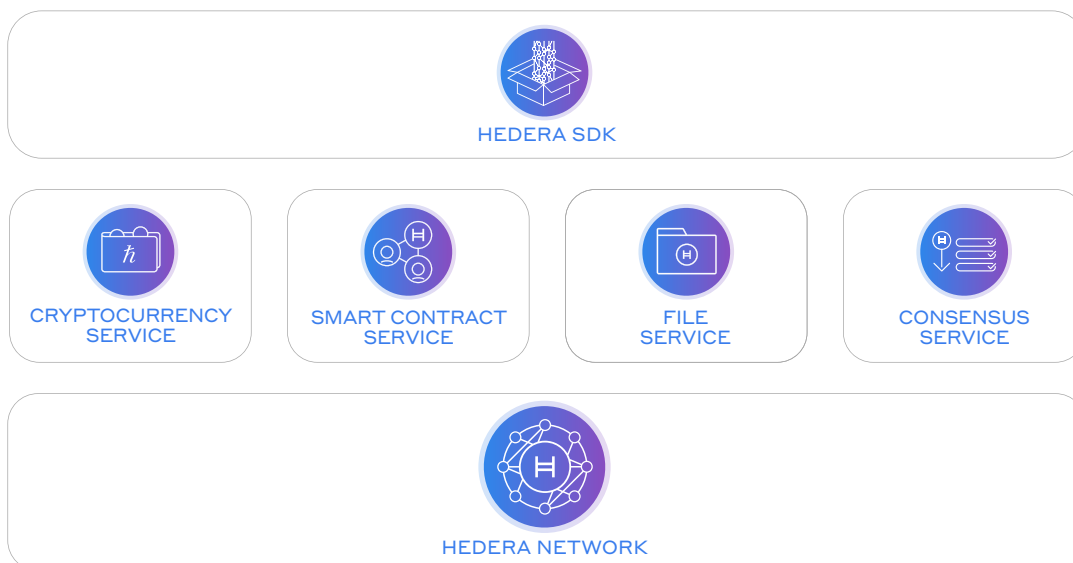 HEDERA SDK
ħ
CRYPTOCURRENCY
SERVICE
SMART CONTRACT
SERVICE
FILE
SERVICE
CONSENSUS
SERVICE
HEDERA NETWORK